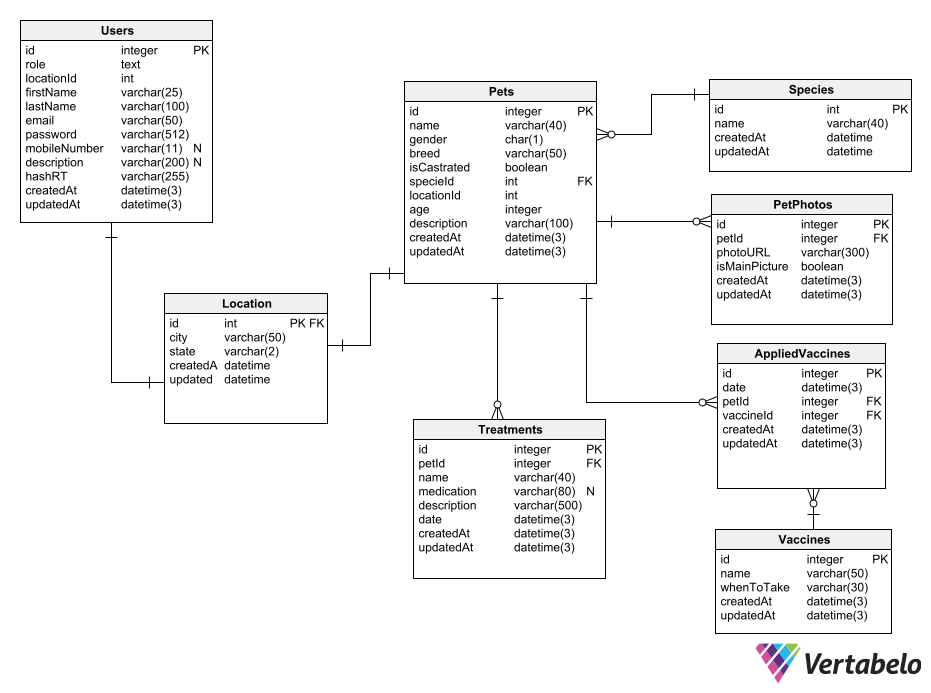 Users
id integer PK
role text
locationId int
firstName varchar(25)
lastName varchar(100)
email varchar(50)
password varchar(512)
mobileNumber varchar(11) N
description varchar(200) N
hashRT varchar(255)
createdAt datetime(3)
updatedAt datetime(3)
Location
id int PK FK
city varchar(50)
state varchar(2)
createdA datetime
updated datetime
Pets
id integer PK
name varchar(40)
gender char(1)
breed varchar(50)
isCastrated boolean
specieId int FK
locationId int
age integer
description varchar(100)
createdAt datetime(3)
updatedAt datetime(3)
Treatments
id integer PK
petId integer FK
name varchar(40)
medication varchar(80) N
description varchar(500)
date datetime(3)
createdAt datetime(3)
updatedAt datetime(3)
Species
id int PK
name varchar(40)
createdAt datetime
updatedAt datetime
PetPhotos
id integer PK
petId integer FK
photoURL varchar(300)
isMainPicture boolean
createdAt datetime(3)
updatedAt datetime(3)
AppliedVaccines
id integer PK
date datetime(3)
petId integer FK
vaccineId integer FK
createdAt datetime(3)
updatedAt datetime(3)
Vaccines
id integer PK
name varchar(50)
whenToTake varchar(30)
createdAt datetime(3)
updatedAt datetime(3)
Vertabelo